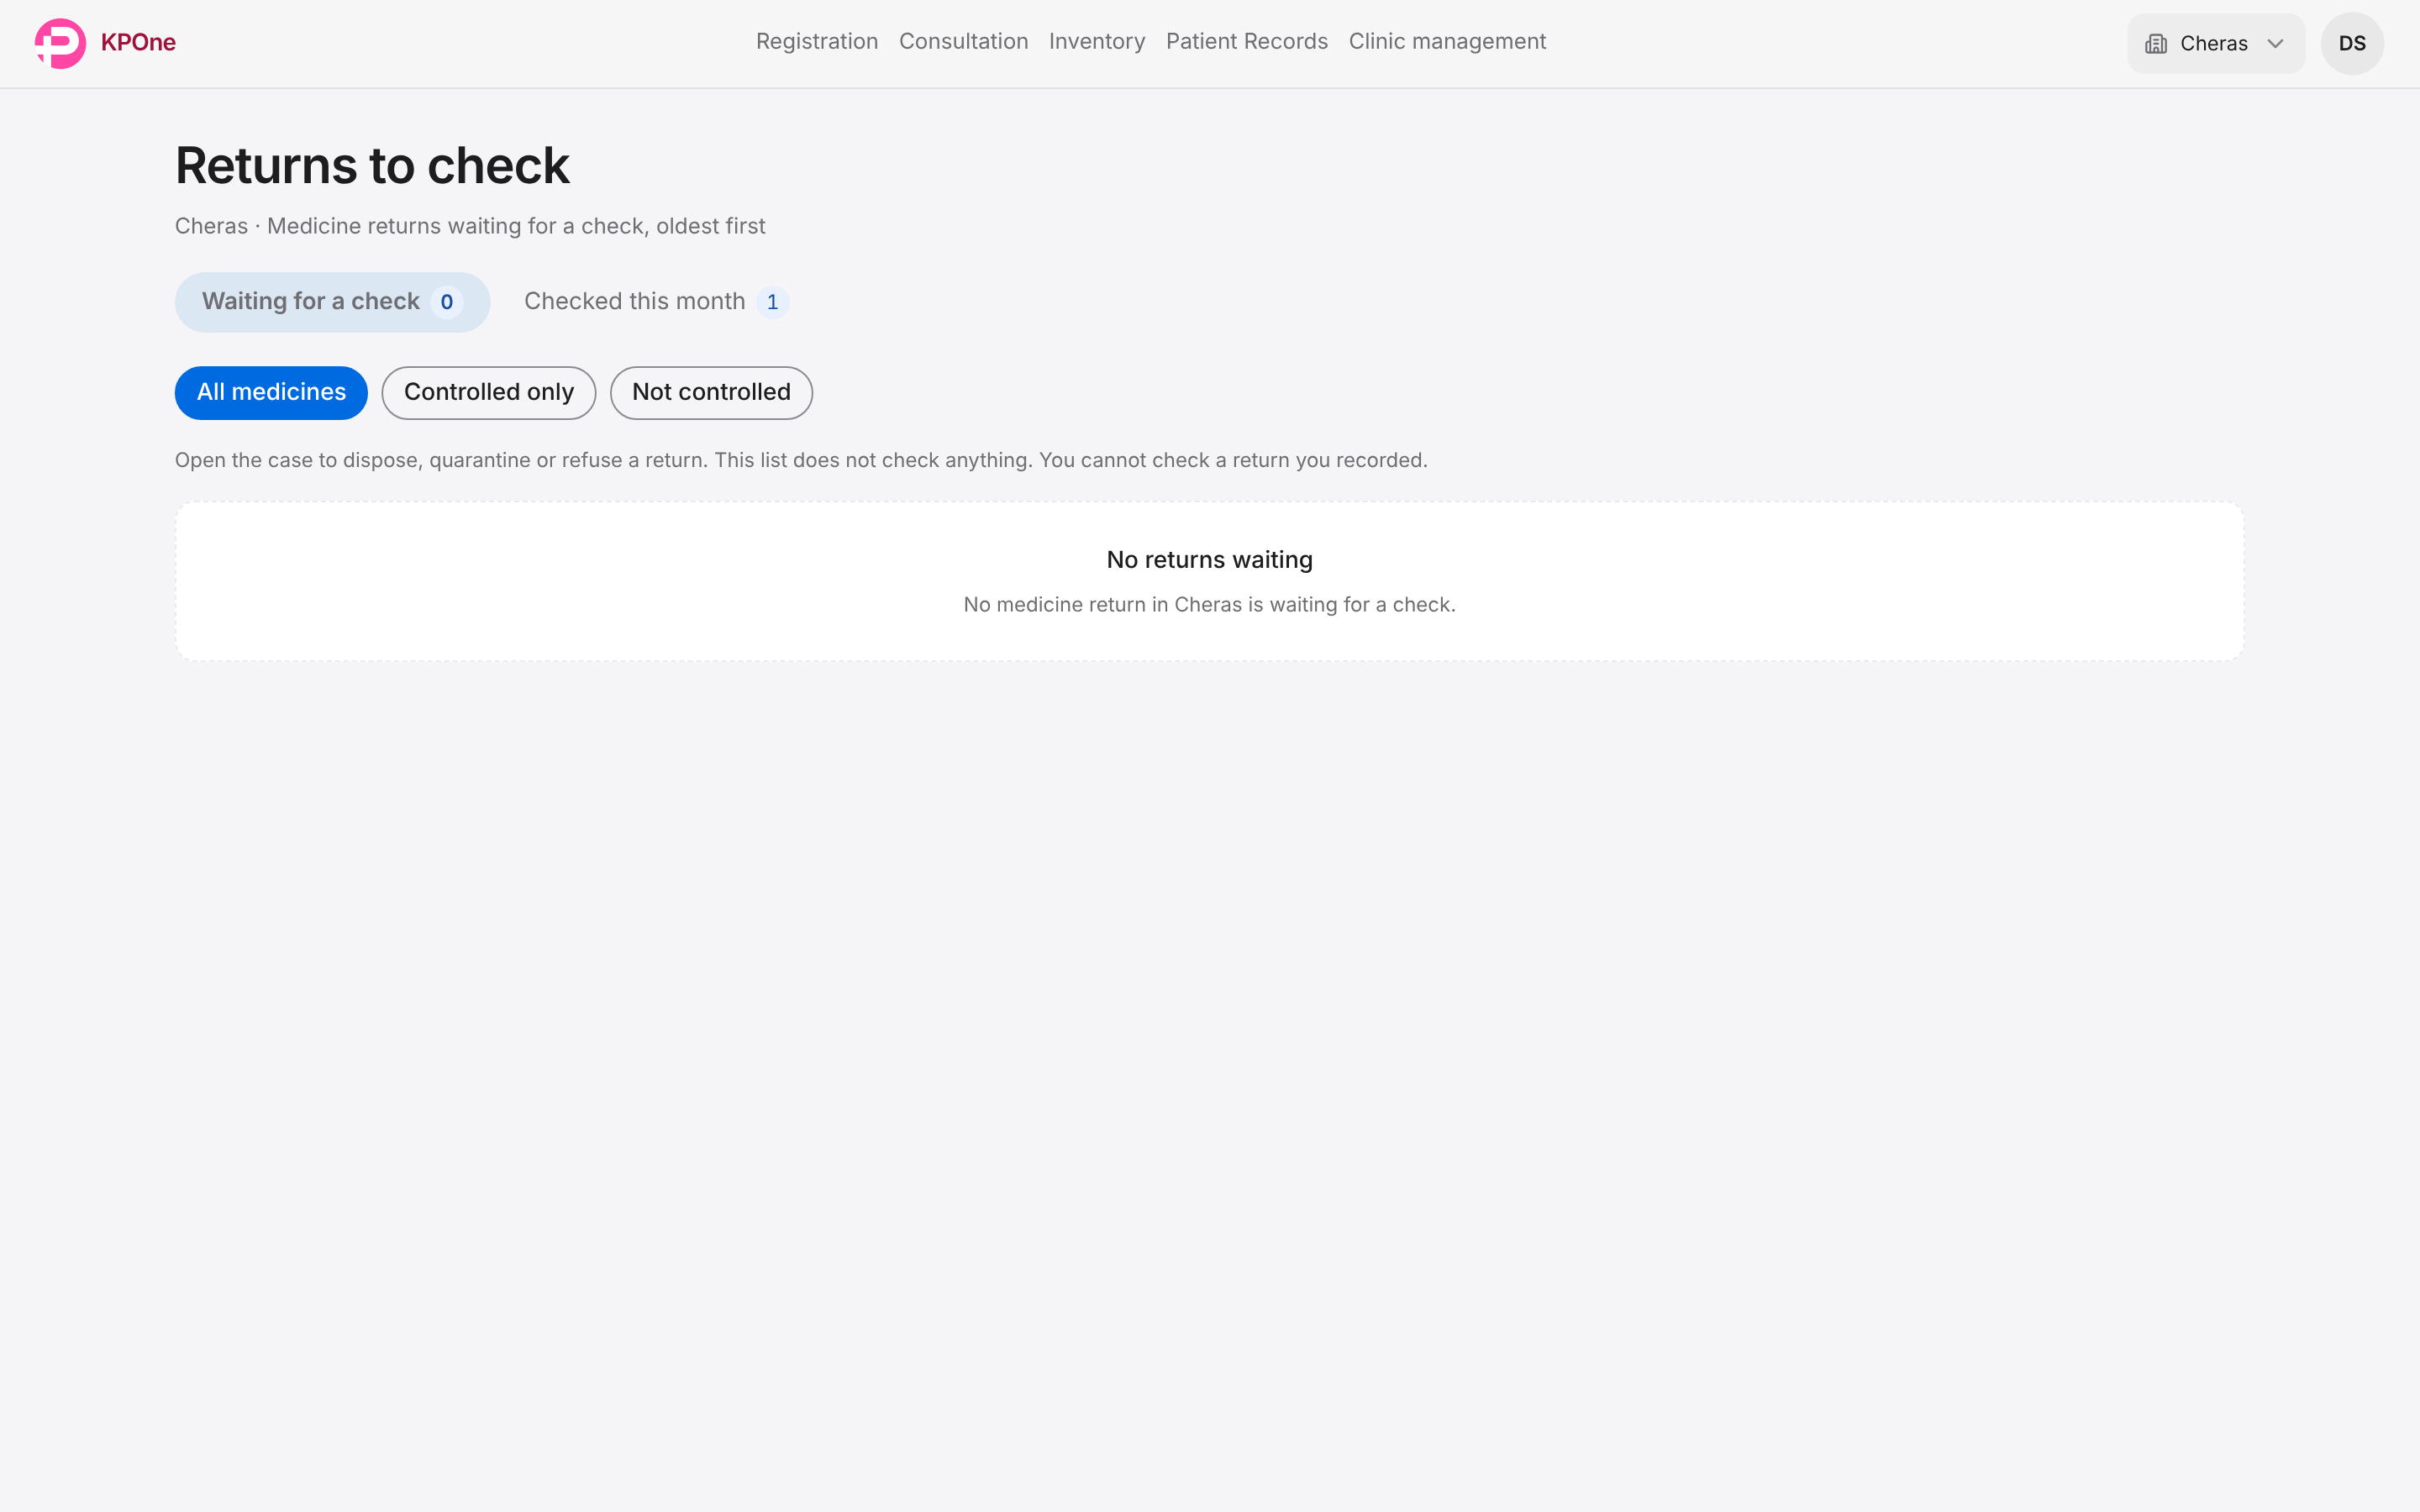 KPOne
Registration Consultation Inventory Patient Records Clinic management
Cheras
DS
Returns to check
Cheras · Medicine returns waiting for a check, oldest first
Waiting for a check 0
Checked this month 1
All medicines
Controlled only
Not controlled
Open the case to dispose, quarantine or refuse a return. This list does not check anything. You cannot check a return you recorded.
No returns waiting
No medicine return in Cheras is waiting for a check.